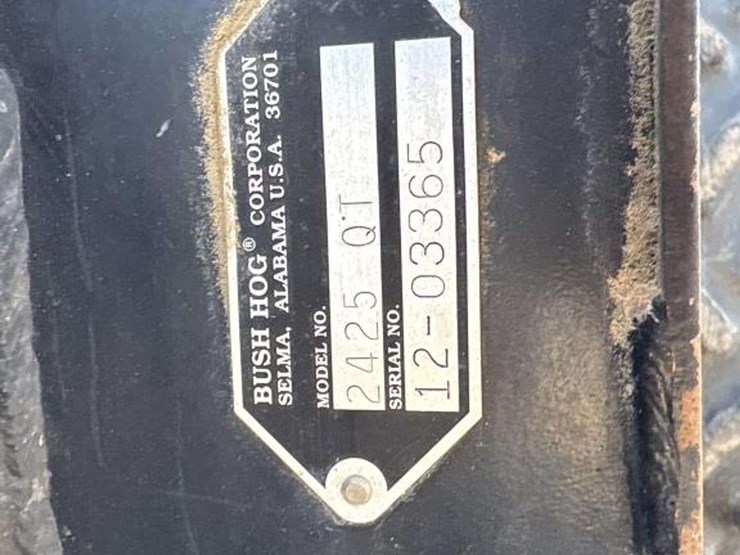 BUSH HOG® CORPORATION
SELMA, ALABAMA U.S.A. 36701
MODEL NO.
2425 QT
SERIAL NO.
12-03365